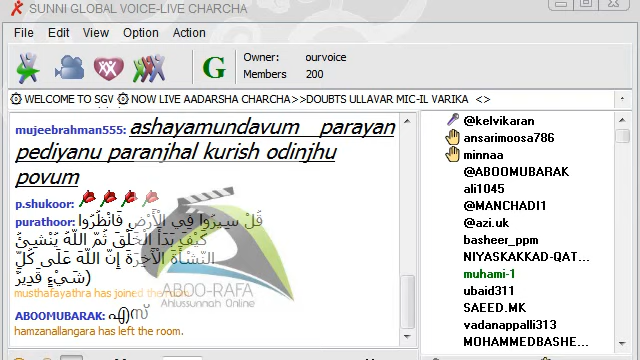 SUNNI GLOBAL VOICE-LIVE CHARCHA
File Edit View Option Action
Owner: ourvoice
G
Members 200
WELCOME TO SGV NOW LIVE AADARSHA CHARCHA>>DOUBTS ULLAVAR MIC-IL VARIKA <>
mujeebrahman555: ashayamundavum parayan
pediyanu paranjhal kurish odinjhu
povum
p.shukoor:
purathoor: قُلْ سِيرُوا فِي الْأَرْضِ فَانْظُرُوا
كَيْفَ بَدَأَ الْخَلْقَ ثُمَّ اللَّهُ يُنْشِئُ
النَّشْأَةَ الْآخِرَةَ إِنَّ اللَّهَ عَلَى كُلِّ
شَيْءٍ قَدِيرٌ)
musthafayathra has joined the room.
ABOOMUBARAK: എസ്
hamzanallangara has left the room.
ABOO-RAFA
Ahlussunnah Online
@kelvikaran
ansarimoosa786
minnaa
@ABOOMUBARAK
ali1045
@MANCHADI1
@azi.uk
basheer_ppm
NIYASKAKKAD-QAT...
muhami-1
ubaid311
SAEED.MK
vadanappalli313
MOHAMMEDBASHE...